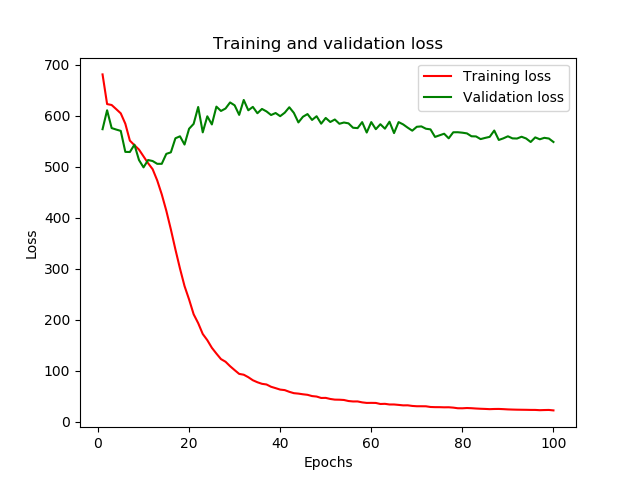 Training and validation loss
700
600
500
400
300
200
100
0
Loss
Training loss
Validation loss
0 20 40 60 80 100
Epochs